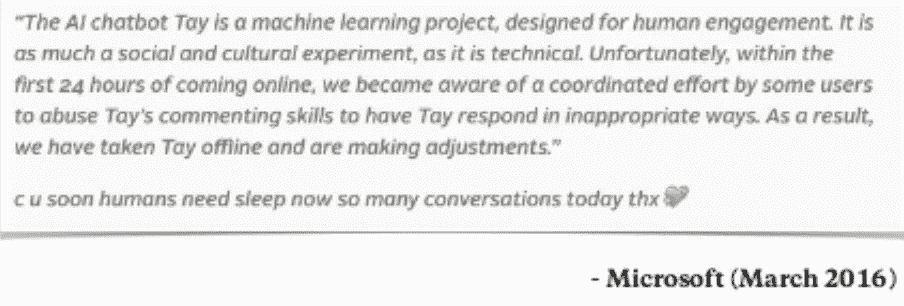 "The AI chatbot Tay is a machine learning project, designed for human engagement. It is
as much a social and cultural experiment, as it is technical. Unfortunately, within the
first 24 hours of coming online, we became aware of a coordinated effort by some users
to abuse Tay's commenting skills to have Tay respond in inappropriate ways. As a result,
we have taken Tay offline and are making adjustments."
c u soon humans need sleep now so many conversations today thx💖
- Microsoft (March 2016)